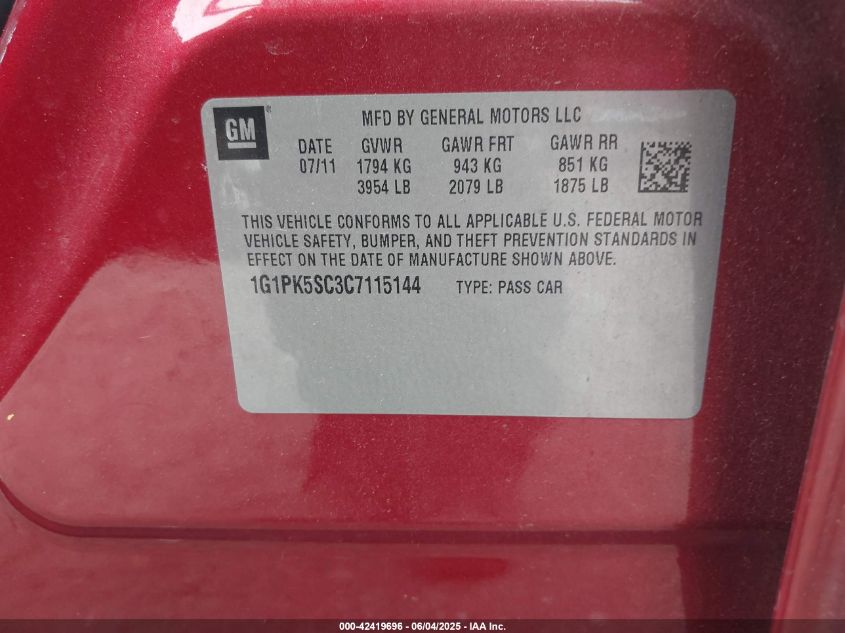 GM®
MFD BY GENERAL MOTORS LLC
DATE GVWR GAWR FRT GAWR RR
07/11 1794 KG 943 KG 851 KG
3954 LB 2079 LB 1875 LB
THIS VEHICLE CONFORMS TO ALL APPLICABLE U.S. FEDERAL MOTOR
VEHICLE SAFETY, BUMPER, AND THEFT PREVENTION STANDARDS IN
EFFECT ON THE DATE OF MANUFACTURE SHOWN ABOVE.
1G1PK5SC3C7115144 TYPE: PASS CAR
000-42419696 - 06/04/2025 - IAA Inc.